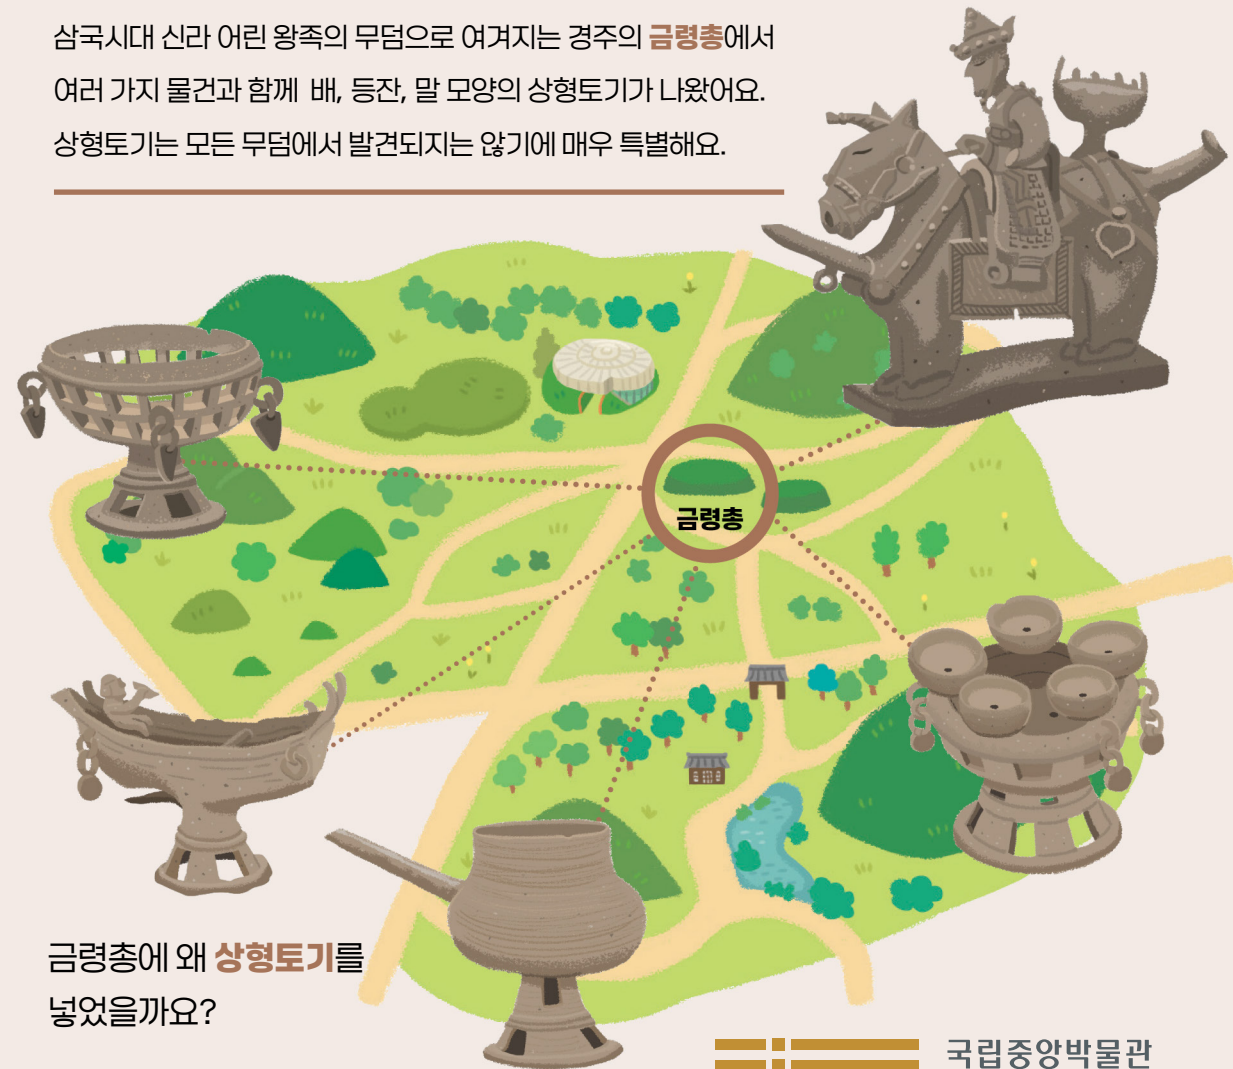 삼국시대 신라 어린 왕족의 무덤으로 여겨지는 경주의 금령총에서
여러 가지 물건과 함께 배, 등잔, 말 모양의 상형토기가 나왔어요.
상형토기는 모든 무덤에서 발견되지는 않기에 매우 특별해요.
금령총
금령총에 왜 상형토기를
넣었을까요?
국립중앙박물관